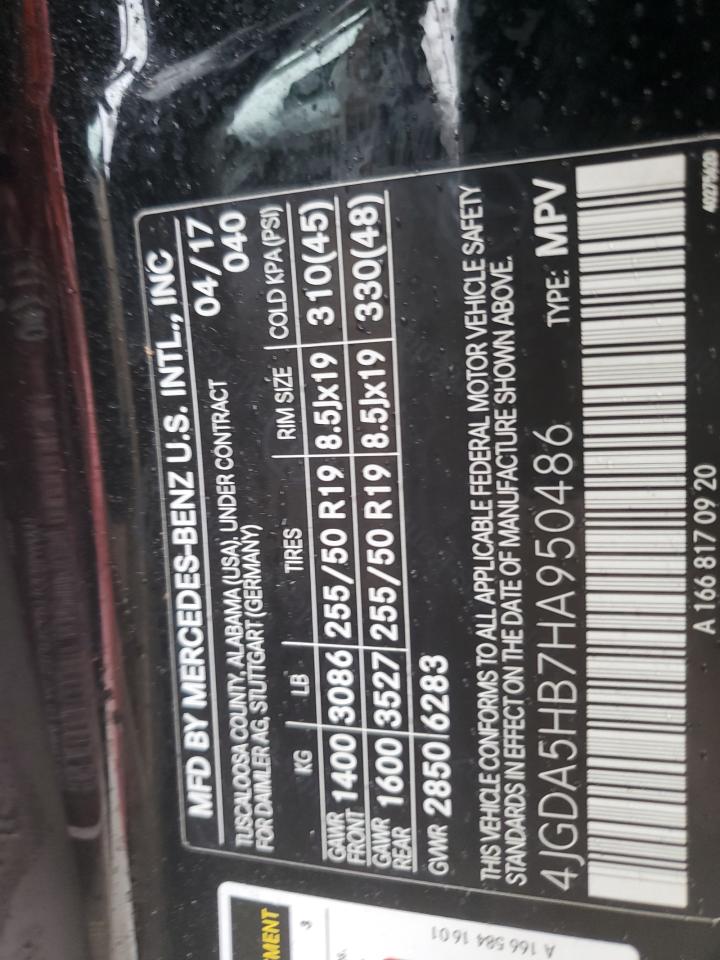 MFD BY MERCEDES-BENZ U.S. INTL., INC
TUSCALOOSA COUNTY, ALABAMA (USA), UNDER CONTRACT 04/17
FOR DAIMLER AG, STUTTGART (GERMANY) 040
KG LB TIRES RIM SIZE COLD KPA (PSI)
GAWR FRONT 1400 3086 255/50 R19 8.5Jx19 310(45)
GAWR REAR 1600 3527 255/50 R19 8.5Jx19 330(48)
GVWR 2850 6283
THIS VEHICLE CONFORMS TO ALL APPLICABLE FEDERAL MOTOR VEHICLE SAFETY
STANDARDS IN EFFECT ON THE DATE OF MANUFACTURE SHOWN ABOVE.
4JGDA5HB7HA950486 TYPE: MPV
A 166 817 09 20
40270600
MENT
3
A 166 584 1601